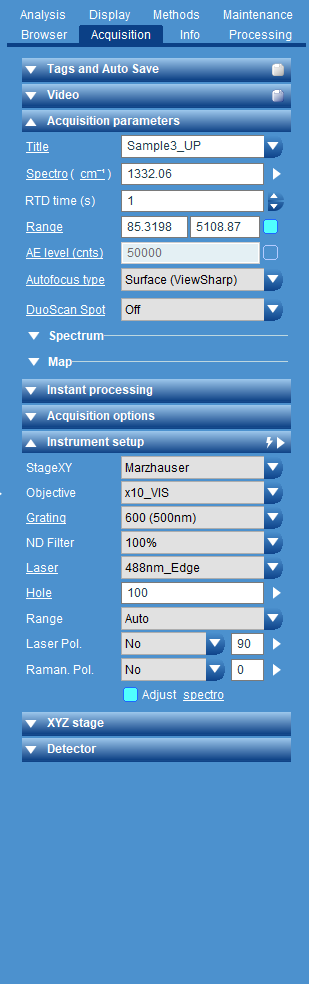 Analysis Display Methods Maintenance
Browser Acquisition Info Processing
Tags and Auto Save
Video
Acquisition parameters
Title Sample3_UP
Spectro ( cm⁻¹ ) 1332.06
RTD time (s) 1
Range 85.3198 5108.87
AE level (cnts) 50000
Autofocus type Surface (ViewSharp)
DuoScan Spot Off
Spectrum
Map
Instant processing
Acquisition options
Instrument setup
StageXY Marzhauser
Objective x10_VIS
Grating 600 (500nm)
ND Filter 100%
Laser 488nm_Edge
Hole 100
Range Auto
Laser Pol. No 90
Raman. Pol. No 0
Adjust spectro
XYZ stage
Detector